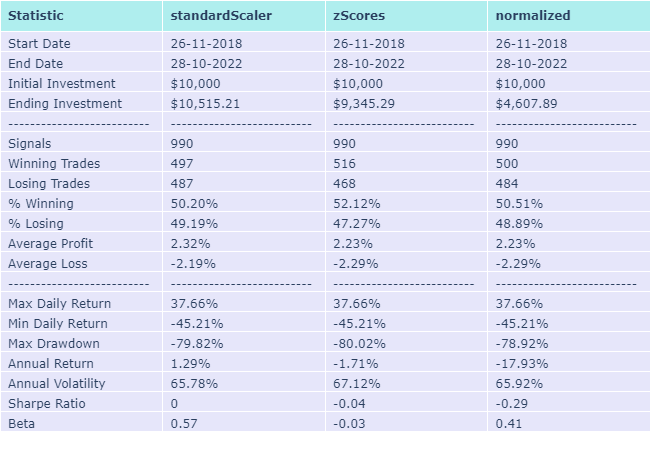 Statistic standardScaler zScores normalized
Start Date 26-11-2018 26-11-2018 26-11-2018
End Date 28-10-2022 28-10-2022 28-10-2022
Initial Investment $10,000 $10,000 $10,000
Ending Investment $10,515.21 $9,345.29 $4,607.89
-------------------------- -------------------------- -------------------------- --------------------------
Signals 990 990 990
Winning Trades 497 516 500
Losing Trades 487 468 484
% Winning 50.20% 52.12% 50.51%
% Losing 49.19% 47.27% 48.89%
Average Profit 2.32% 2.23% 2.23%
Average Loss -2.19% -2.29% -2.29%
-------------------------- -------------------------- -------------------------- --------------------------
Max Daily Return 37.66% 37.66% 37.66%
Min Daily Return -45.21% -45.21% -45.21%
Max Drawdown -79.82% -80.02% -78.92%
Annual Return 1.29% -1.71% -17.93%
Annual Volatility 65.78% 67.12% 65.92%
Sharpe Ratio 0 -0.04 -0.29
Beta 0.57 -0.03 0.41